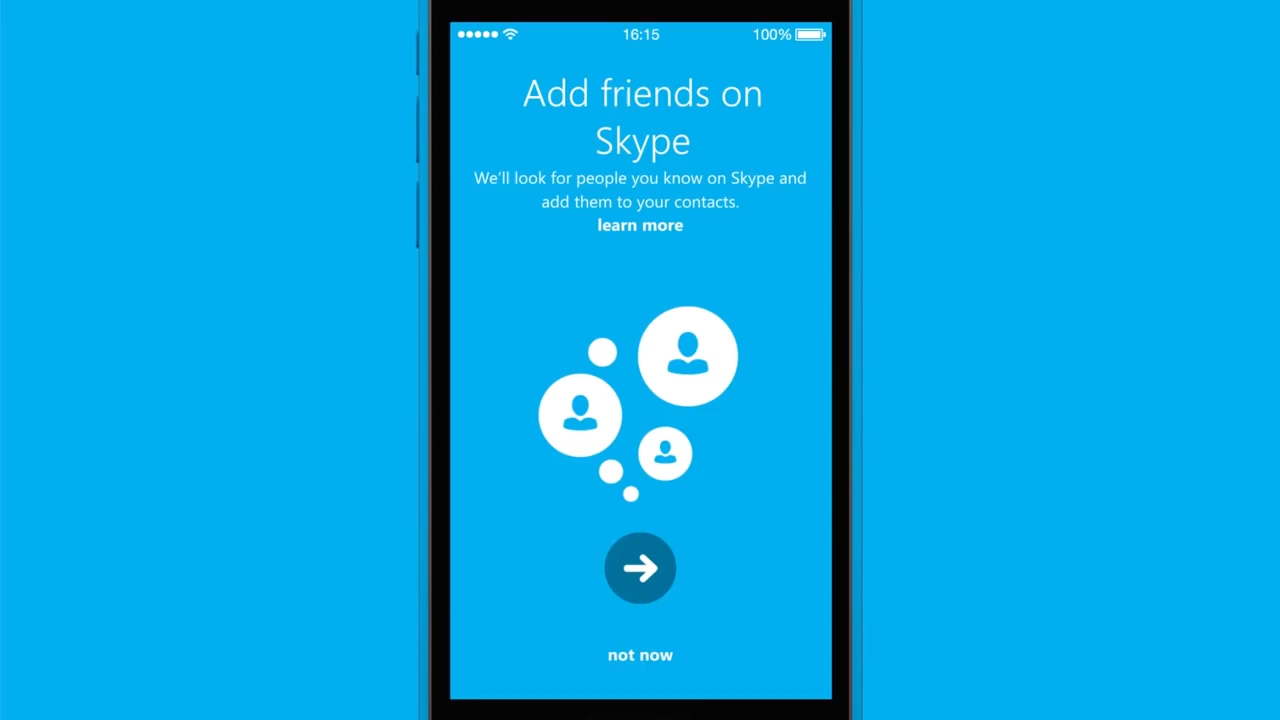 16:15
100%
Add friends on
Skype
We'll look for people you know on Skype and
add them to your contacts.
learn more
not now